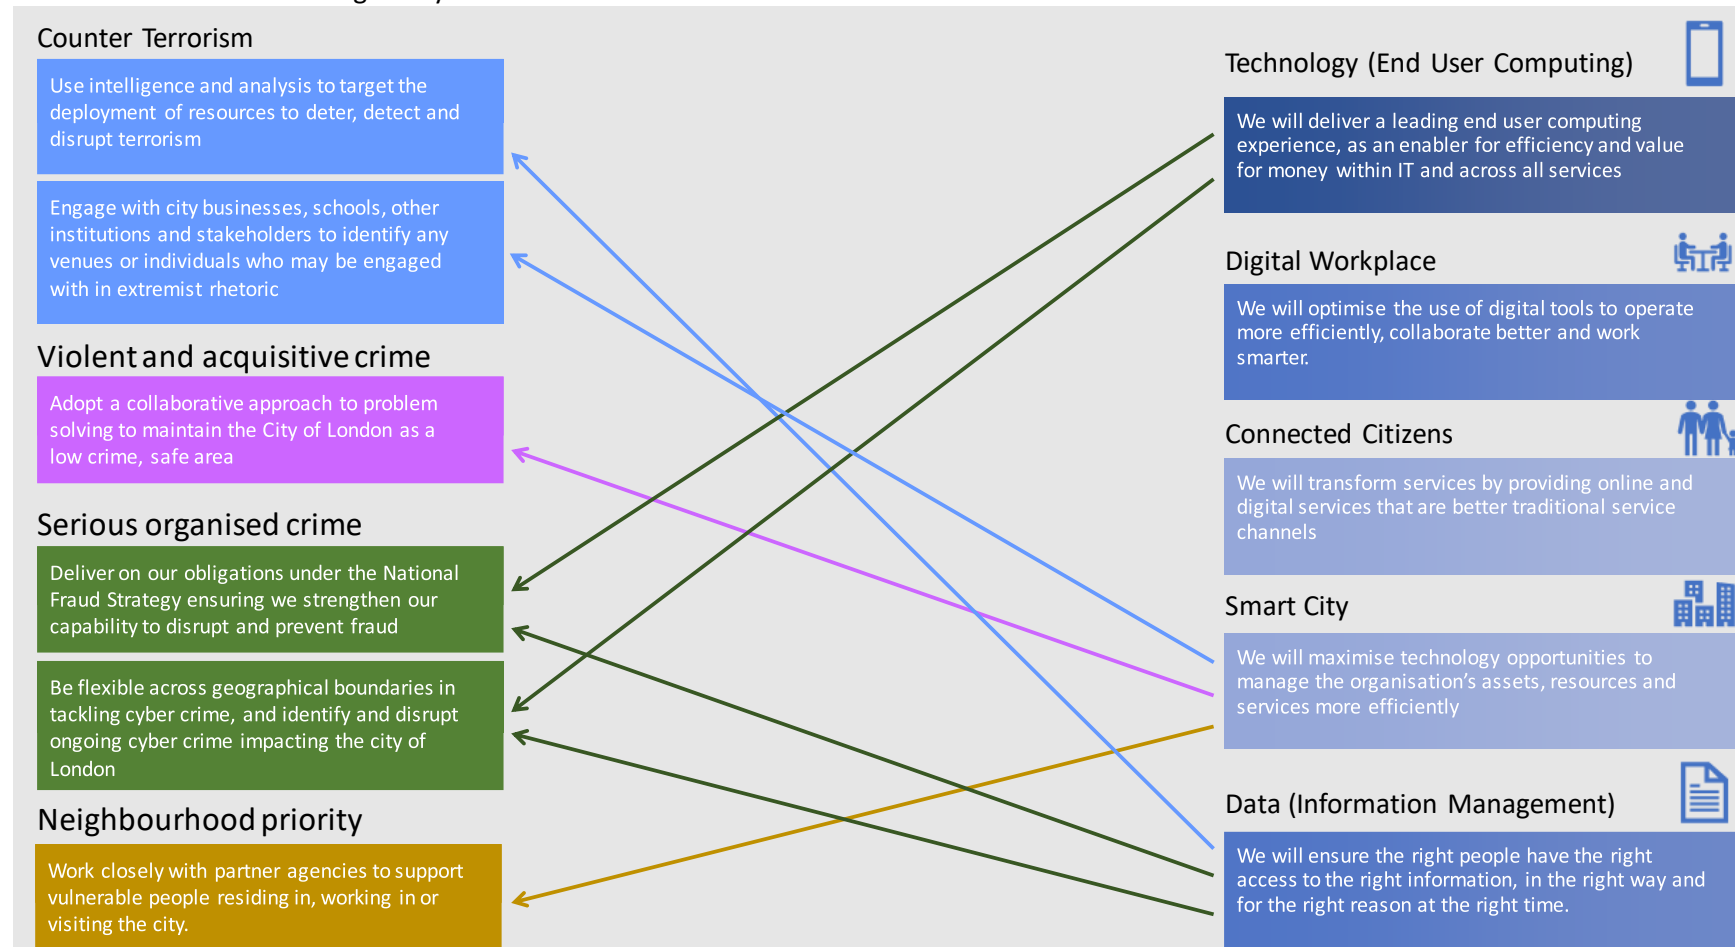 Counter Terrorism
Use intelligence and analysis to target the
deployment of resources to deter, detect and
disrupt terrorism
Engage with city businesses, schools, other
institutions and stakeholders to identify any
venues or individuals who may be engaged
with in extremist rhetoric
Violent and acquisitive crime
Adopt a collaborative approach to problem
solving to maintain the City of London as a
low crime, safe area
Serious organised crime
Deliver on our obligations under the National
Fraud Strategy ensuring we strengthen our
capability to disrupt and prevent fraud
Be flexible across geographical boundaries in
tackling cyber crime, and identify and disrupt
ongoing cyber crime impacting the city of
London
Neighbourhood priority
Work closely with partner agencies to support
vulnerable people residing in, working in or
visiting the city.
Technology (End User Computing)
We will deliver a leading end user computing
experience, as an enabler for efficiency and value
for money within IT and across all services
Digital Workplace
We will optimise the use of digital tools to operate
more efficiently, collaborate better and work
smarter.
Connected Citizens
We will transform services by providing online and
digital services that are better traditional service
channels
Smart City
We will maximise technology opportunities to
manage the organisation's assets, resources and
services more efficiently
Data (Information Management)
We will ensure the right people have the right
access to the right information, in the right way and
for the right reason at the right time.